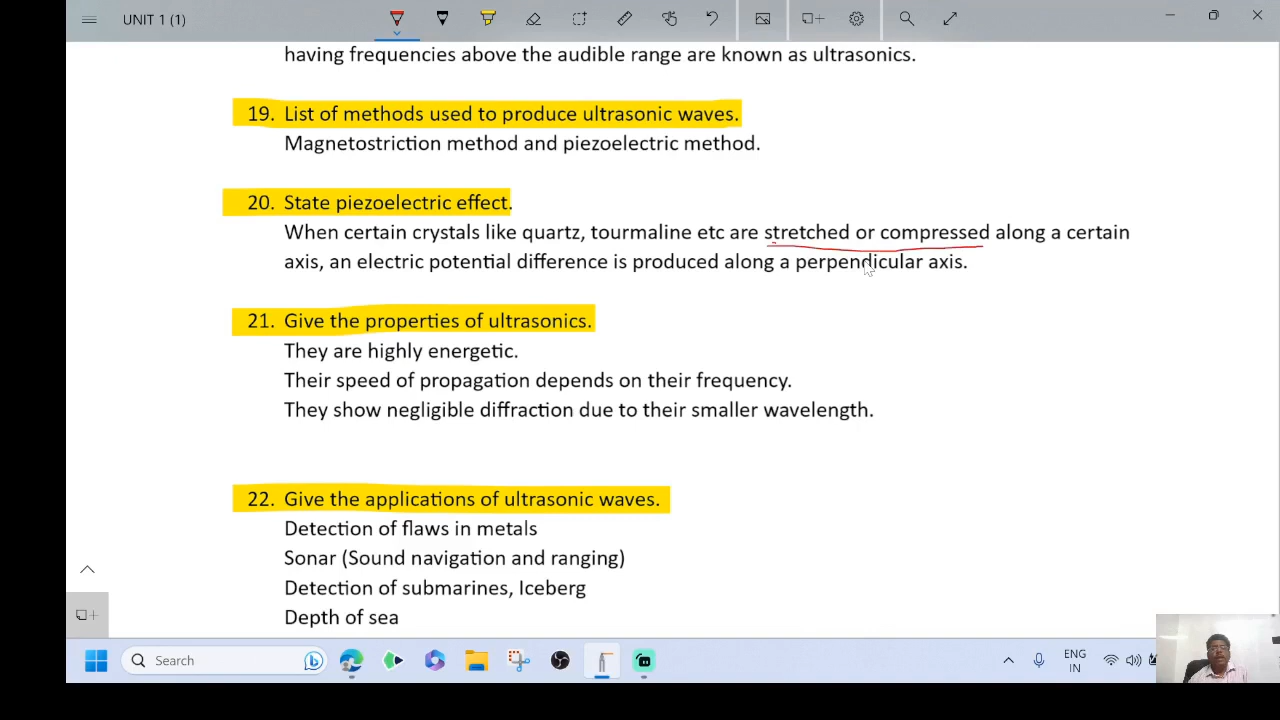 UNIT 1 (1)
having frequencies above the audible range are known as ultrasonics.
19. List of methods used to produce ultrasonic waves.
Magnetostriction method and piezoelectric method.
20. State piezoelectric effect.
When certain crystals like quartz, tourmaline etc are stretched or compressed along a certain
axis, an electric potential difference is produced along a perpendicular axis.
21. Give the properties of ultrasonics.
They are highly energetic.
Their speed of propagation depends on their frequency.
They show negligible diffraction due to their smaller wavelength.
22. Give the applications of ultrasonic waves.
Detection of flaws in metals
Sonar (Sound navigation and ranging)
Detection of submarines, Iceberg
Depth of sea
Search
ENG
IN